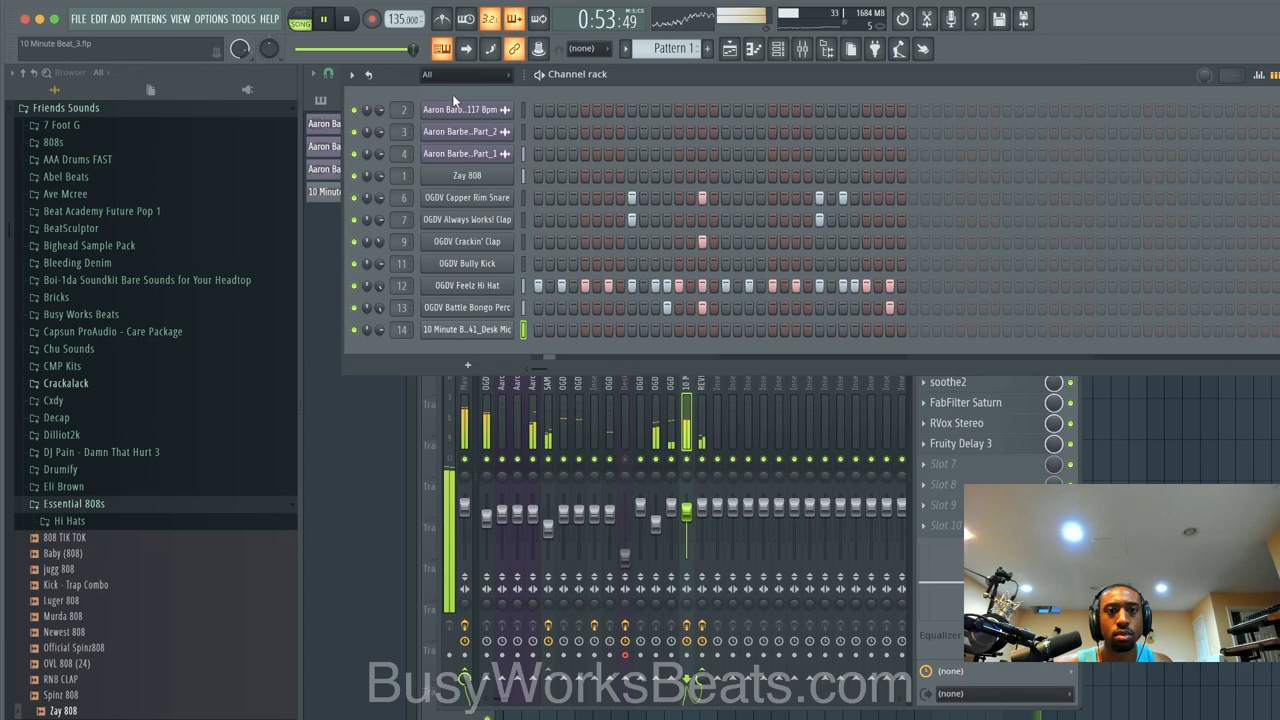 FILE EDIT ADD PATTERNS VIEW OPTIONS TOOLS HELP
SONG
135.000
3.2.
0:53:49
M:S:CS
33
1684 MB
5
10 Minute Beat_3.flp
(none)
Pattern 1
Browser
All
All
Channel rack
Friends Sounds
7 Foot G
808s
AAA Drums FAST
Abel Beats
Ave Mcree
Beat Academy Future Pop 1
BeatSculptor
Bighead Sample Pack
Bleeding Denim
Boi-1da Soundkit Bare Sounds for Your Headtop
Bricks
Busy Works Beats
Capsun ProAudio - Care Package
Chu Sounds
CMP Kits
Crackalack
Cxdy
Decap
Dilliot2k
DJ Pain - Damn That Hurt 3
Drumify
Eli Brown
Essential 808s
Hi Hats
808 TIK TOK
Baby (808)
jugg 808
Kick - Trap Combo
Luger 808
Murda 808
Newest 808
Official Spinz808
OVL 808 (24)
RNB CLAP
Spinz 808
Zay 808
Aaron Ba
Aaron Ba
Aaron Ba
10 Minute
2 Aaron Barb..117 Bpm
3 Aaron Barbe..Part_2
4 Aaron Barbe..Part_1
1 Zay 808
6 OGDV Capper Rim Snare
7 OGDV Always Works! Clap
9 OGDV Crackin' Clap
11 OGDV Bully Kick
12 OGDV Feelz Hi Hat
13 OGDV Battle Bongo Perc
14 10 Minute B..41_Desk Mic
soothe2
FabFilter Saturn
RVox Stereo
Fruity Delay 3
Slot 7
Slot 8
Slot 9
Slot 10
Equalizer
(none)
(none)
BusyWorksBeats.com